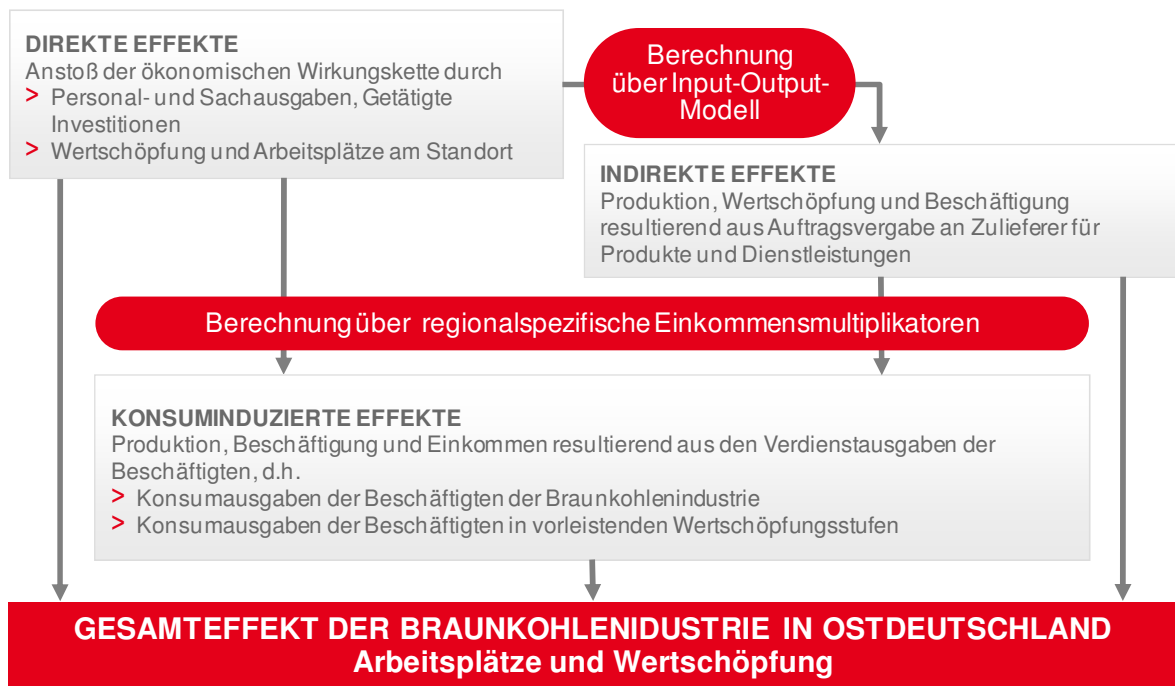 DIREKTE EFFEKTE
Anstoß der ökonomischen Wirkungskette durch
> Personal- und Sachausgaben, Getätigte
Investitionen
> Wertschöpfung und Arbeitsplätze am Standort
Berechnung
über Input-Output-
Modell
INDIREKTE EFFEKTE
Produktion, Wertschöpfung und Beschäftigung
resultierend aus Auftragsvergabe an Zulieferer für
Produkte und Dienstleistungen
Berechnung über regionalspezifische Einkommensmultiplikatoren
KONSUMINDUZIERTE EFFEKTE
Produktion, Beschäftigung und Einkommen resultierend aus den Verdienstausgaben der
Beschäftigten, d.h.
> Konsumausgaben der Beschäftigten der Braunkohlenindustrie
> Konsumausgaben der Beschäftigten in vorleistenden Wertschöpfungsstufen
GESAMTEFFEKT DER BRAUNKOHLENIDUSTRIE IN OSTDEUTSCHLAND
Arbeitsplätze und Wertschöpfung